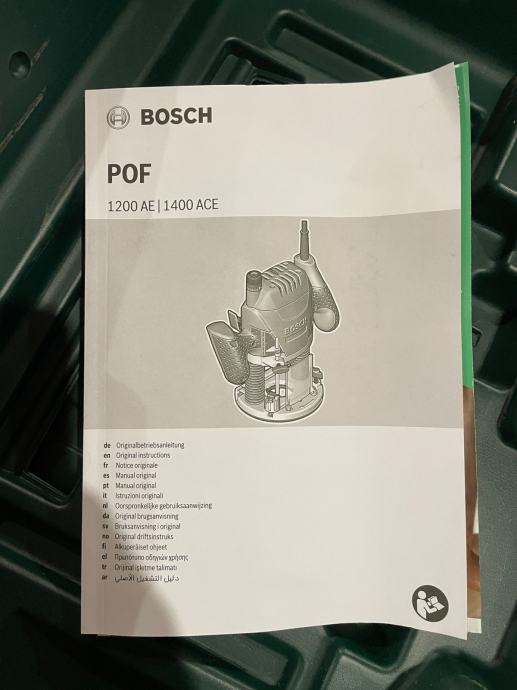 BOSCH
POF
1200 AE | 1400 ACE
BOSCH
de Originalbetriebsanleitung
en Original instructions
fr Notice originale
es Manual original
pt Manual original
it Istruzioni originali
nl Oorspronkelijke gebruiksaanwijzing
da Original brugsanvisning
sv Bruksanvisning i original
no Original driftsinstruks
fi Alkuperäiset ohjeet
el Πρωτότυπο οδηγιών χρήσης
tr Orijinal işletme talimatı
ar دليل التشغيل الأصلي